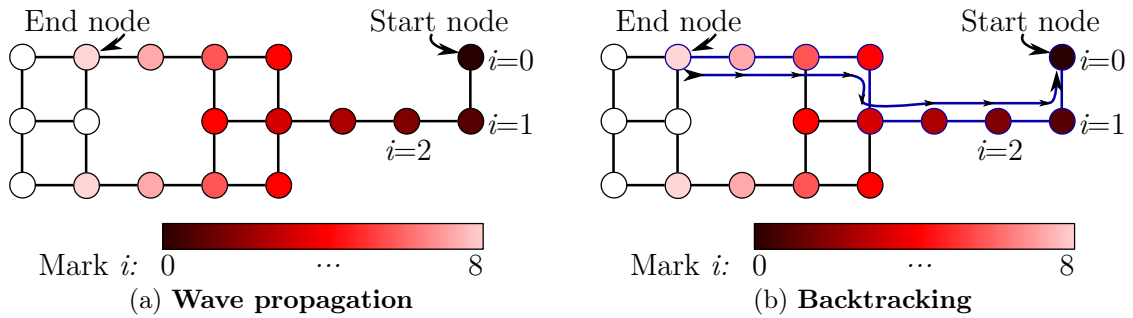 End node
Start node
i=0
i=1
i=2
Mark i:
0
...
8
(a) Wave propagation
End node
Start node
i=0
i=1
i=2
Mark i:
0
...
8
(b) Backtracking